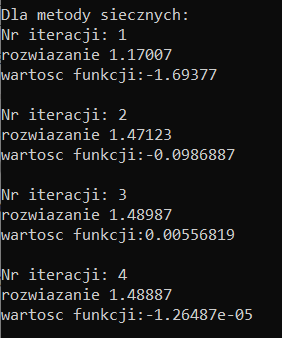 Dla metody siecznych:
Nr iteracji: 1
rozwiazanie 1.17007
wartosc funkcji:-1.69377
Nr iteracji: 2
rozwiazanie 1.47123
wartosc funkcji:-0.0986887
Nr iteracji: 3
rozwiazanie 1.48987
wartosc funkcji:0.00556819
Nr iteracji: 4
rozwiazanie 1.48887
wartosc funkcji:-1.26487e-05